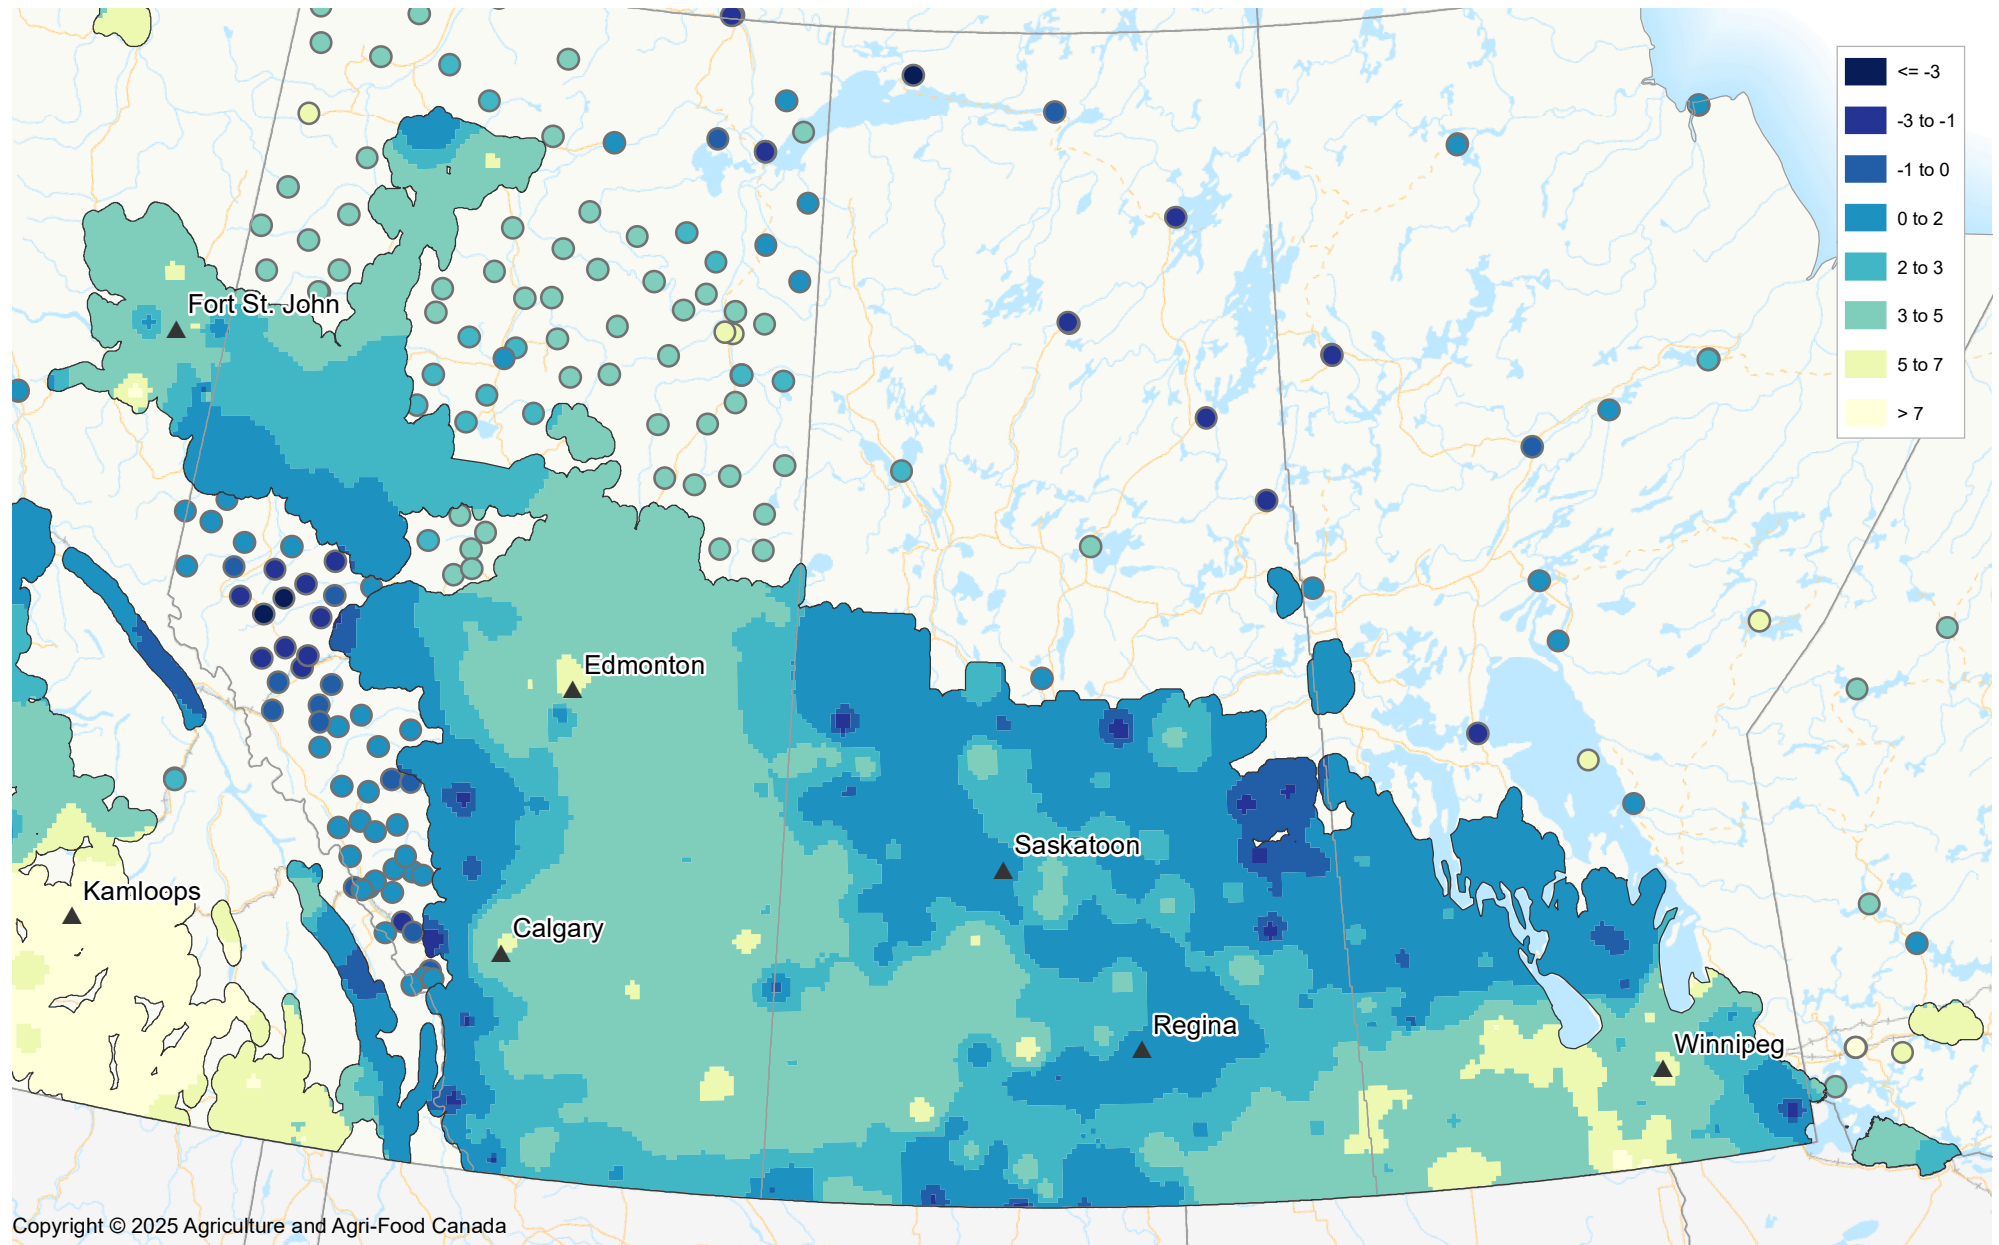 <= -3
-3 to -1
-1 to 0
0 to 2
2 to 3
3 to 5
5 to 7
> 7
Fort St. John
Edmonton
Saskatoon
Kamloops
Calgary
Regina
Winnipeg
Copyright © 2025 Agriculture and Agri-Food Canada